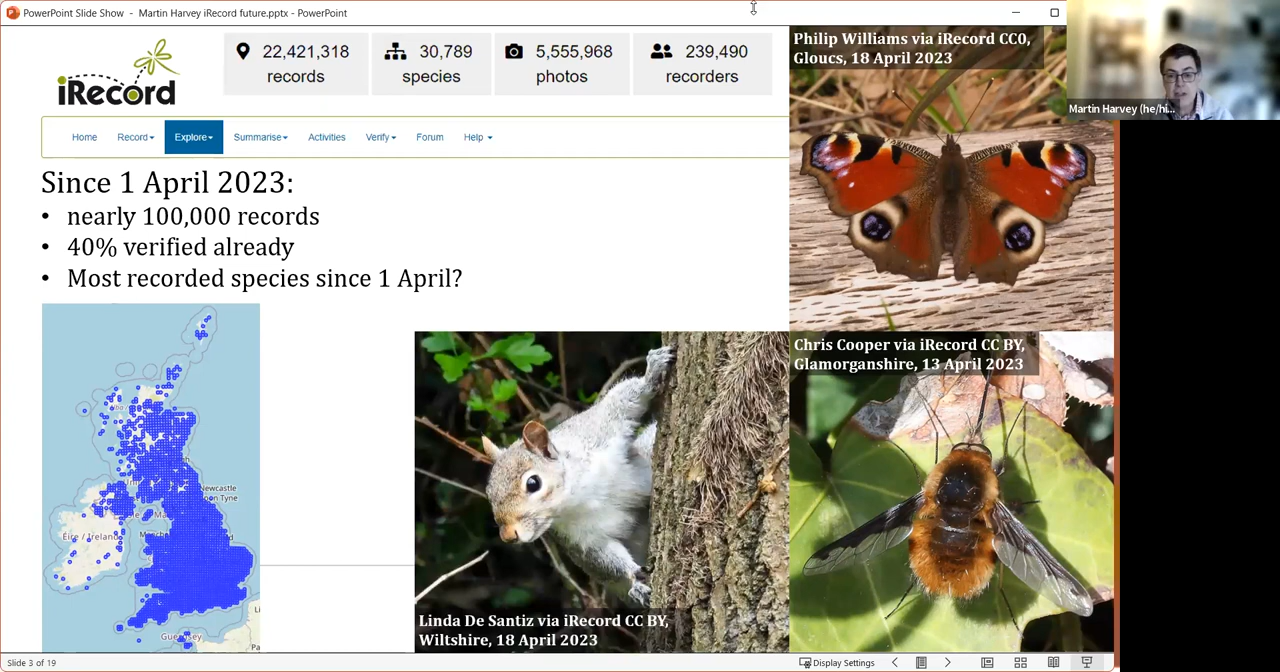 PowerPoint Slide Show - Martin Harvey iRecord future.pptx - PowerPoint
iRecord
22,421,318
records
30,789
species
5,555,968
photos
239,490
recorders
Home
Record
Explore
Summarise
Activities
Verify
Forum
Help
Since 1 April 2023:
• nearly 100,000 records
• 40% verified already
• Most recorded species since 1 April?
Newcastle
on Tyne
Éire / Ireland
Guernsey
Philip Williams via iRecord CC0,
Gloucs, 18 April 2023
Martin Harvey (he/hi...
Chris Cooper via iRecord CC BY,
Glamorganshire, 13 April 2023
Linda De Santiz via iRecord CC BY,
Wiltshire, 18 April 2023
Slide 3 of 19
Display Settings